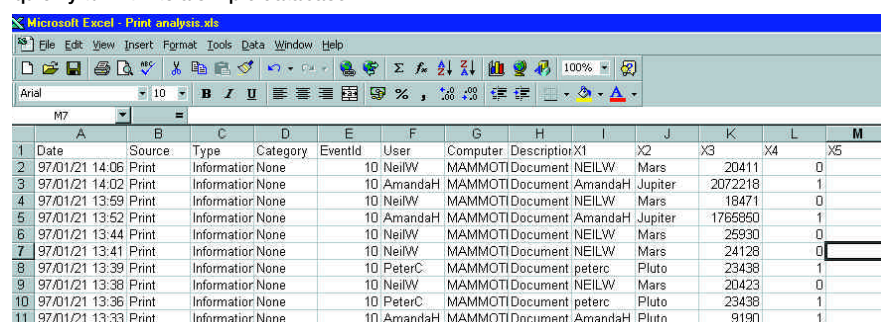 Microsoft Excel - Print analysis.xls
File Edit View Insert Format Tools Data Window Help
100%
Arial 10 B I U % ,
M7 =
A B C D E F G H I J K L M
1 Date Source Type Category EventId User Computer Description X1 X2 X3 X4 X5
2 97/01/21 14:06 Print Information None 10 NeilW MAMMOTH Document NEILW Mars 20411 0
3 97/01/21 14:02 Print Information None 10 AmandaH MAMMOTH Document AmandaH Jupiter 2072218 1
4 97/01/21 13:59 Print Information None 10 NeilW MAMMOTH Document NEILW Mars 18471 0
5 97/01/21 13:52 Print Information None 10 AmandaH MAMMOTH Document AmandaH Jupiter 1765850 1
6 97/01/21 13:44 Print Information None 10 NeilW MAMMOTH Document NEILW Mars 25930 0
7 97/01/21 13:41 Print Information None 10 NeilW MAMMOTH Document NEILW Mars 24128 0
8 97/01/21 13:39 Print Information None 10 PeterC MAMMOTH Document peterc Pluto 23438 1
9 97/01/21 13:38 Print Information None 10 NeilW MAMMOTH Document NEILW Mars 20423 0
10 97/01/21 13:36 Print Information None 10 PeterC MAMMOTH Document peterc Pluto 23438 1
11 97/01/21 13:33 Print Information None 10 AmandaH MAMMOTH Document AmandaH Pluto 9190 1